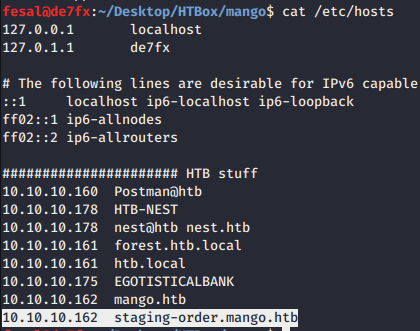 fesal@de7fx:~/Desktop/HTBox/mango$ cat /etc/hosts
127.0.0.1 localhost
127.0.1.1 de7fx
# The following lines are desirable for IPv6 capable
::1 localhost ip6-localhost ip6-loopback
ff02::1 ip6-allnodes
ff02::2 ip6-allrouters
###################### HTB stuff
10.10.10.160 Postman@htb
10.10.10.178 HTB-NEST
10.10.10.178 nest@htb nest.htb
10.10.10.161 forest.htb.local
10.10.10.161 htb.local
10.10.10.175 EGOTISTICALBANK
10.10.10.162 mango.htb
10.10.10.162 staging-order.mango.htb